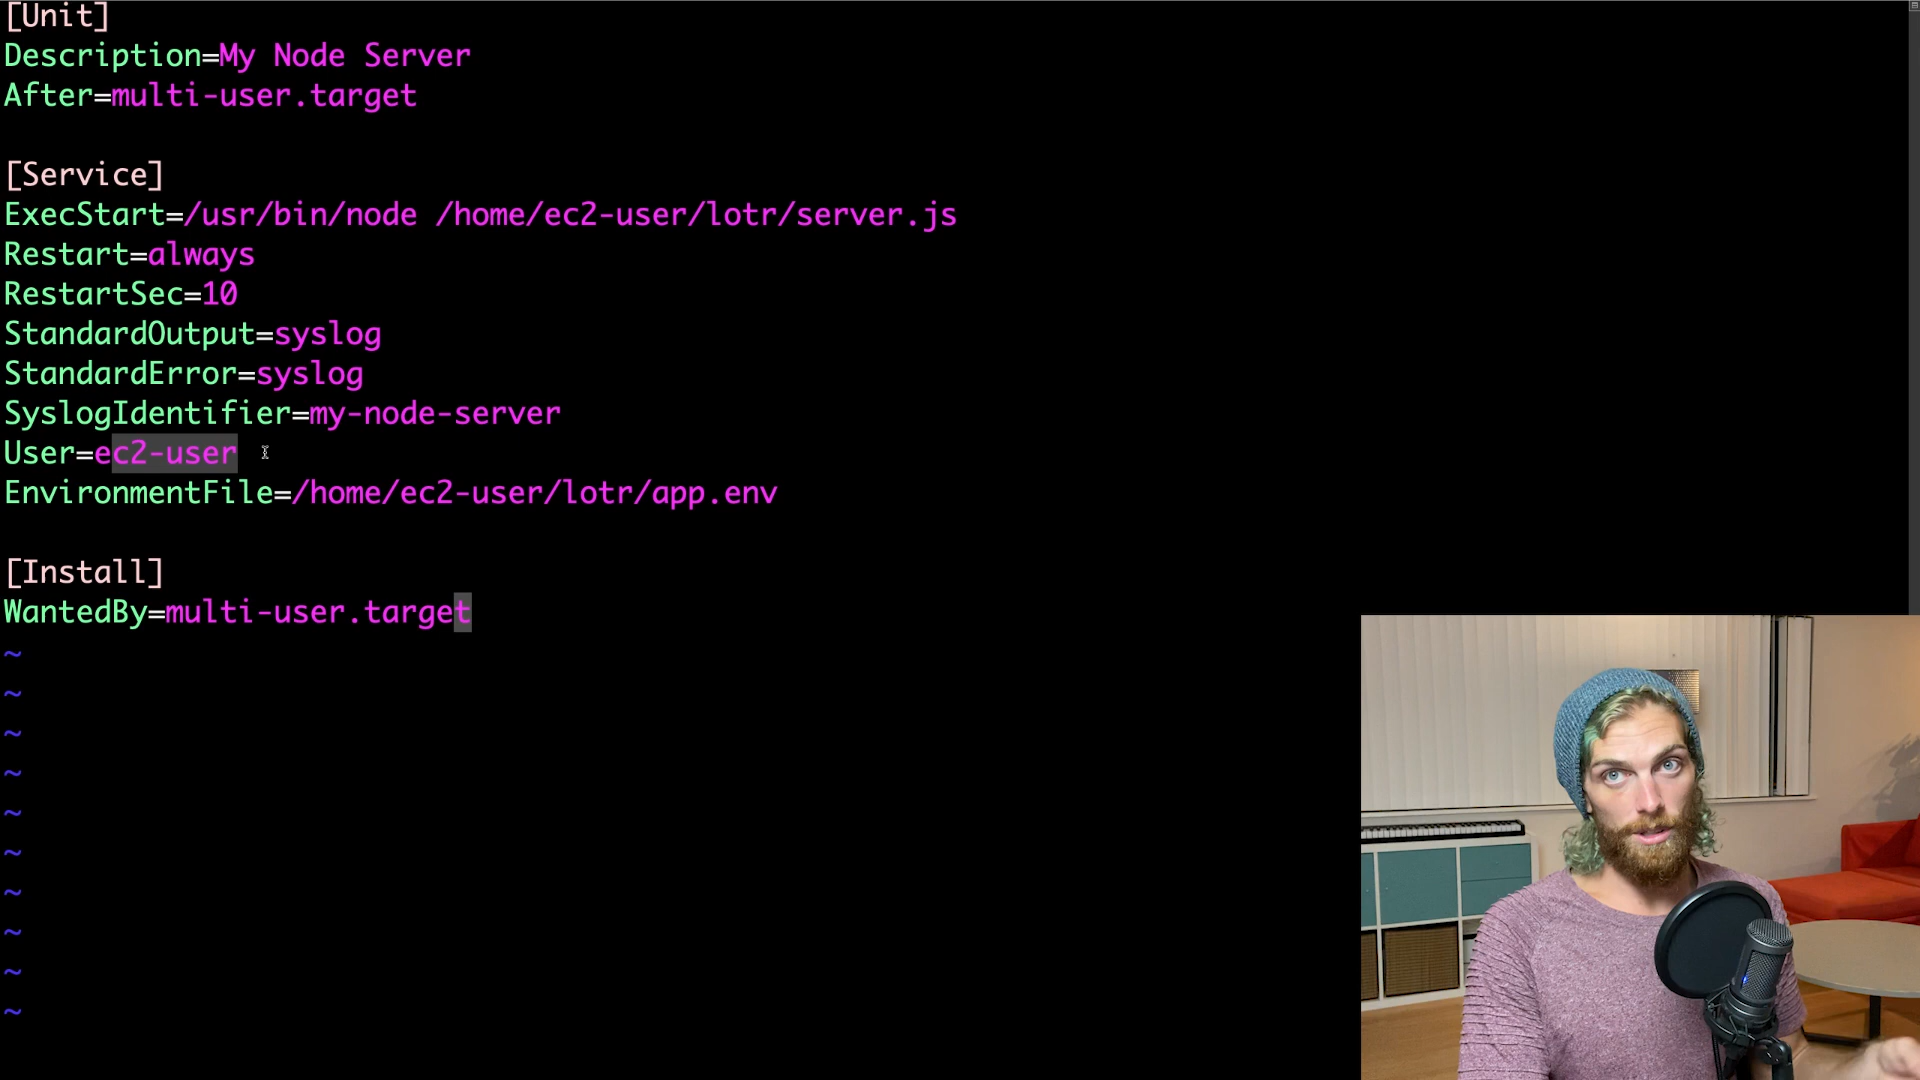 [Unit]
Description=My Node Server
After=multi-user.target
[Service]
ExecStart=/usr/bin/node /home/ec2-user/lotr/server.js
Restart=always
RestartSec=10
StandardOutput=syslog
StandardError=syslog
SyslogIdentifier=my-node-server
User=ec2-user
EnvironmentFile=/home/ec2-user/lotr/app.env
[Install]
WantedBy=multi-user.target
~
~
~
~
~
~
~
~
~
~